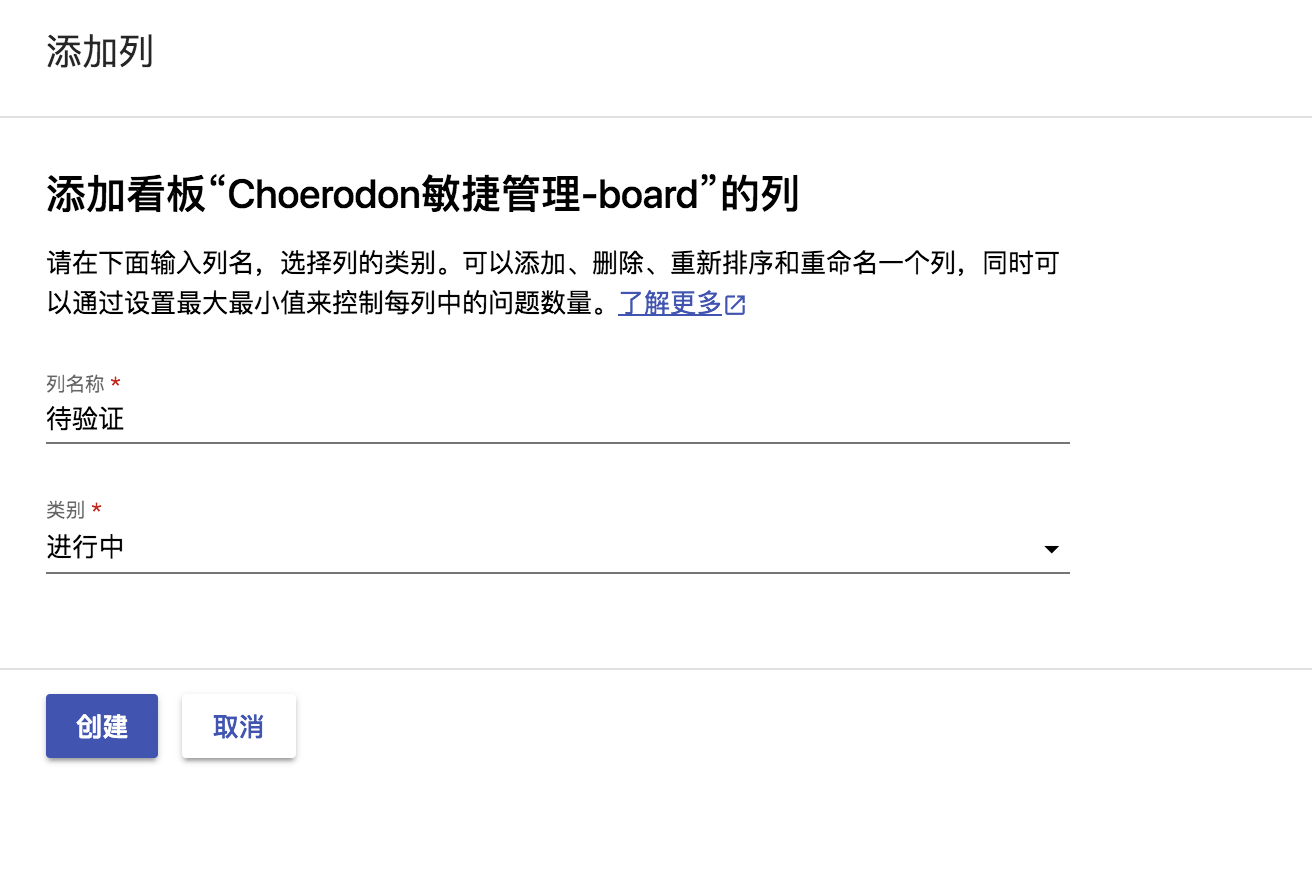 添加列
添加看板“Choerodon敏捷管理-board”的列
请在下面输入列名，选择列的类别。可以添加、删除、重新排序和重命名一个列，同时可
以通过设置最大最小值来控制每列中的问题数量。了解更多
列名称 *
待验证
类别 *
进行中
创建 取消